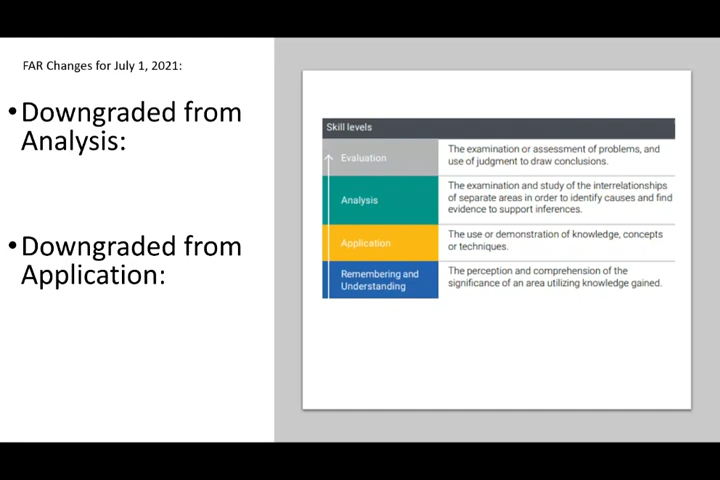 FAR Changes for July 1, 2021:
•Downgraded from
Analysis:
•Downgraded from
Application:
Skill levels
Evaluation
The examination or assessment of problems, and
use of judgment to draw conclusions.
Analysis
The examination and study of the interrelationships
of separate areas in order to identify causes and find
evidence to support inferences.
Application
The use or demonstration of knowledge, concepts
or techniques.
Remembering and
Understanding
The perception and comprehension of the
significance of an area utilizing knowledge gained.